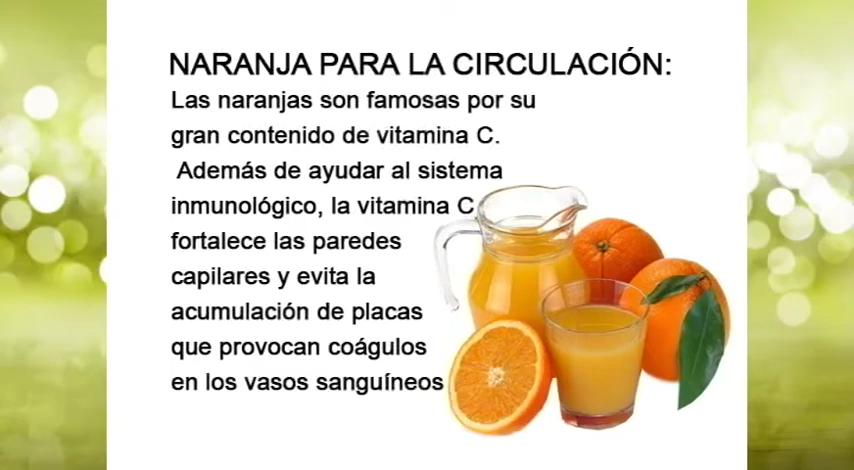 NARANJA PARA LA CIRCULACIÓN:
Las naranjas son famosas por su
gran contenido de vitamina C.
Además de ayudar al sistema
inmunológico, la vitamina C
fortalece las paredes
capilares y evita la
acumulación de placas
que provocan coágulos
en los vasos sanguíneos